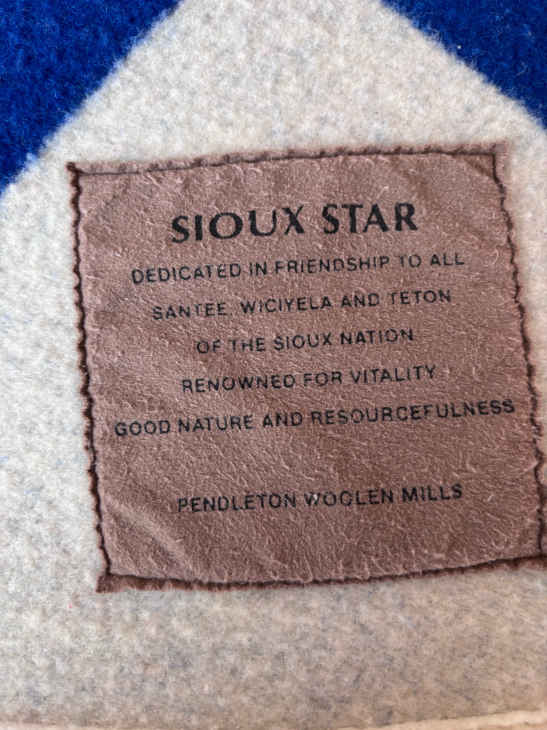 SIOUX STAR
DEDICATED IN FRIENDSHIP TO ALL
SANTEE, WICIYELA AND TETON
OF THE SIOUX NATION
RENOWNED FOR VITALITY
GOOD NATURE AND RESOURCEFULNESS
PENDLETON WOOLEN MILLS